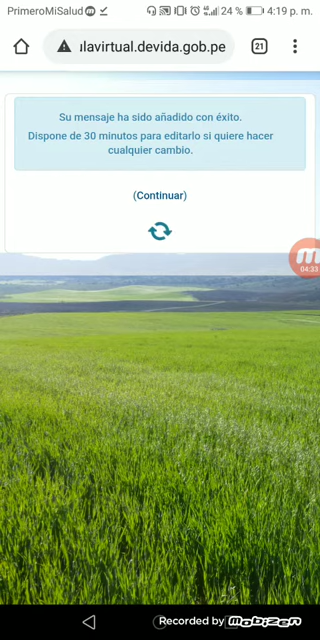 PrimeroMiSalud
24 % 4:19 p. m.
ulavirtual.devida.gob.pe
21
Su mensaje ha sido añadido con éxito.
Dispone de 30 minutos para editarlo si quiere hacer
cualquier cambio.
(Continuar)
04:33
Recorded by Mobizen